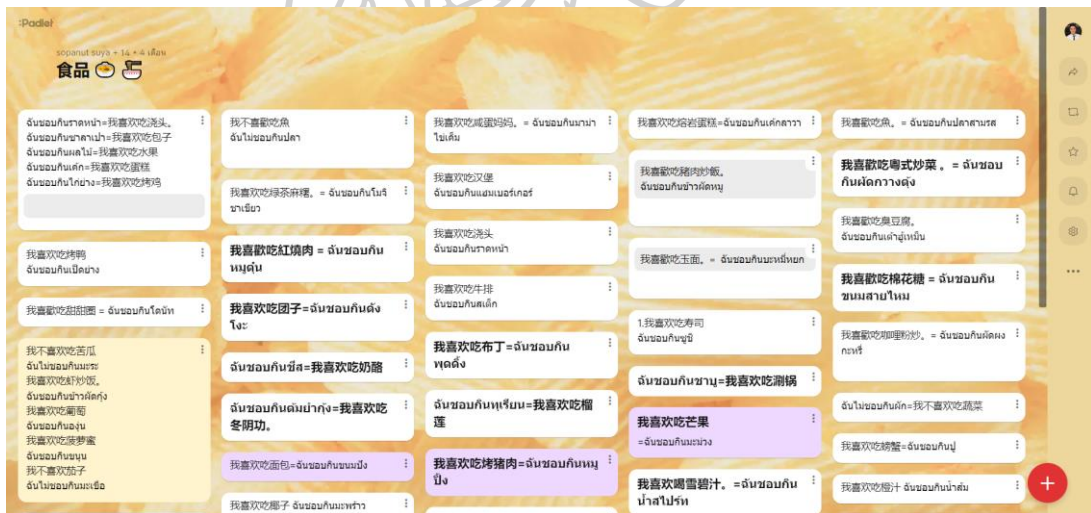 :Padlet
sopanut suya + 14 • 4 เดือน
食品
ฉันชอบกินราดหน้า=我喜欢吃浇头。
ฉันชอบกินซาลาเปา=我喜欢吃包子
ฉันชอบกินผลไม้=我喜欢吃水果
ฉันชอบกินเค้ก=我喜欢吃蛋糕
ฉันชอบกินไก่ย่าง=我喜欢吃烤鸡
我喜欢吃烤鸭
ฉันชอบกินเป็ดย่าง
我喜歡吃甜甜圈 = ฉันชอบกินโดนัท
我不喜欢吃苦瓜
ฉันไม่ชอบกินมะระ
我喜欢吃虾炒饭。
ฉันชอบกินข้าวผัดกุ้ง
我喜欢吃葡萄
ฉันชอบกินองุ่น
我喜欢吃菠萝蜜
ฉันชอบกินขนุน
我不喜欢茄子
ฉันไม่ชอบกินมะเขือ
我不喜歡吃魚
ฉันไม่ชอบกินปลา
我喜欢吃绿茶麻糬。 = ฉันชอบกินโมจิ
ชาเขียว
我喜歡吃紅燒肉 = ฉันชอบกิน
หมูตุ๋น
我喜欢吃团子=ฉันชอบกินดัง
โงะ
ฉันชอบกินชีส=我喜欢吃奶酪
ฉันชอบกินต้มยำกุ้ง=我喜欢吃
冬阴功。
我喜欢吃面包=ฉันชอบกินขนมปัง
我喜欢吃椰子 ฉันชอบกินมะพร้าว
我喜欢吃咸蛋妈妈。 = ฉันชอบกินมาม่า
ไข่เค็ม
我喜欢吃汉堡
ฉันชอบกินแฮมเบอร์เกอร์
我喜欢吃浇头
ฉันชอบกินราดหน้า
我喜欢吃牛排
ฉันชอบกินสเต็ก
我喜欢吃布丁=ฉันชอบกิน
พุดดิ้ง
ฉันชอบกินทุเรียน=我喜欢吃榴
莲
我喜欢吃烤猪肉=ฉันชอบกินหมู
ปิ้ง
我喜欢吃熔岩蛋糕=ฉันชอบกินเค้กลาวา
我喜歡吃豬肉炒飯。
ฉันชอบกินข้าวผัดหมู
我喜歡吃玉面。 = ฉันชอบกินบะหมี่หยก
1.我喜欢吃寿司
ฉันชอบกินซูชิ
ฉันชอบกินชาบู=我喜欢吃涮锅
我喜欢吃芒果
=ฉันชอบกินมะม่วง
我喜欢喝雪碧汁。 =ฉันชอบกิน
น้ำสไปร์ท
我喜歡吃魚。 = ฉันชอบกินปลาสามรส
我喜歡吃粵式炒菜 。 = ฉันชอบ
กินผัดกวางตุ้ง
我喜歡吃臭豆腐。
ฉันชอบกินเต้าหู้เหม็น
我喜歡吃棉花糖 = ฉันชอบกิน
ขนมสายไหม
我喜歡吃咖喱粉炒。 = ฉันชอบกินผัดผง
กะหรี่
ฉันไม่ชอบกินผัก=我不喜欢吃蔬菜
我喜欢吃螃蟹=ฉันชอบกินปู
我喜欢吃橙汁 ฉันชอบกินน้ำส้ม